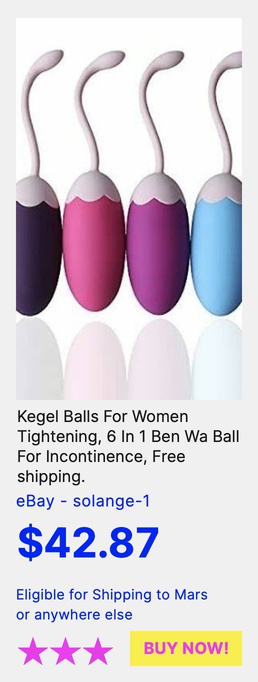 Kegel Balls For Women
Tightening, 6 In 1 Ben Wa Ball
For Incontinence, Free
shipping.
eBay - solange-1
$42.87
Eligible for Shipping to Mars
or anywhere else
BUY NOW!